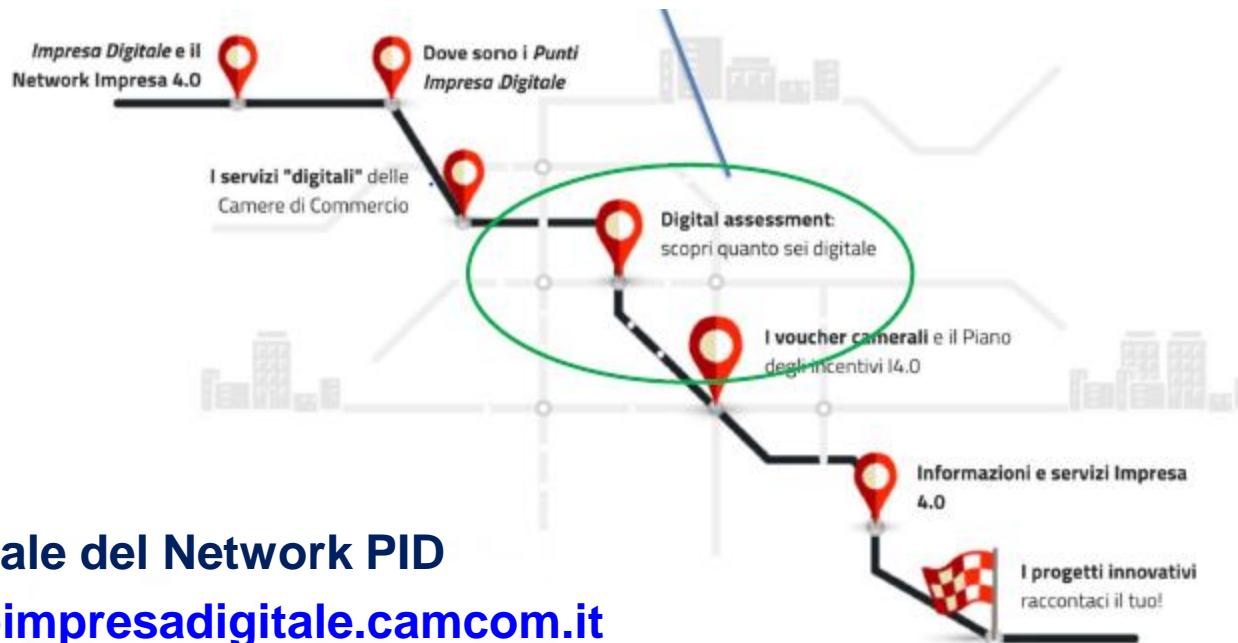 Impresa Digitale e il
Network Impresa 4.0
Dove sono i Punti
Impresa Digitale
I servizi "digitali" delle
Camere di Commercio
Digital assessment:
scopri quanto sei digitale
I voucher camerali e il Piano
degli incentivi I4.0
Informazioni e servizi Impresa
4.0
I progetti innovativi
raccontaci il tuo!
ale del Network PID
impresadigitale.camcom.it